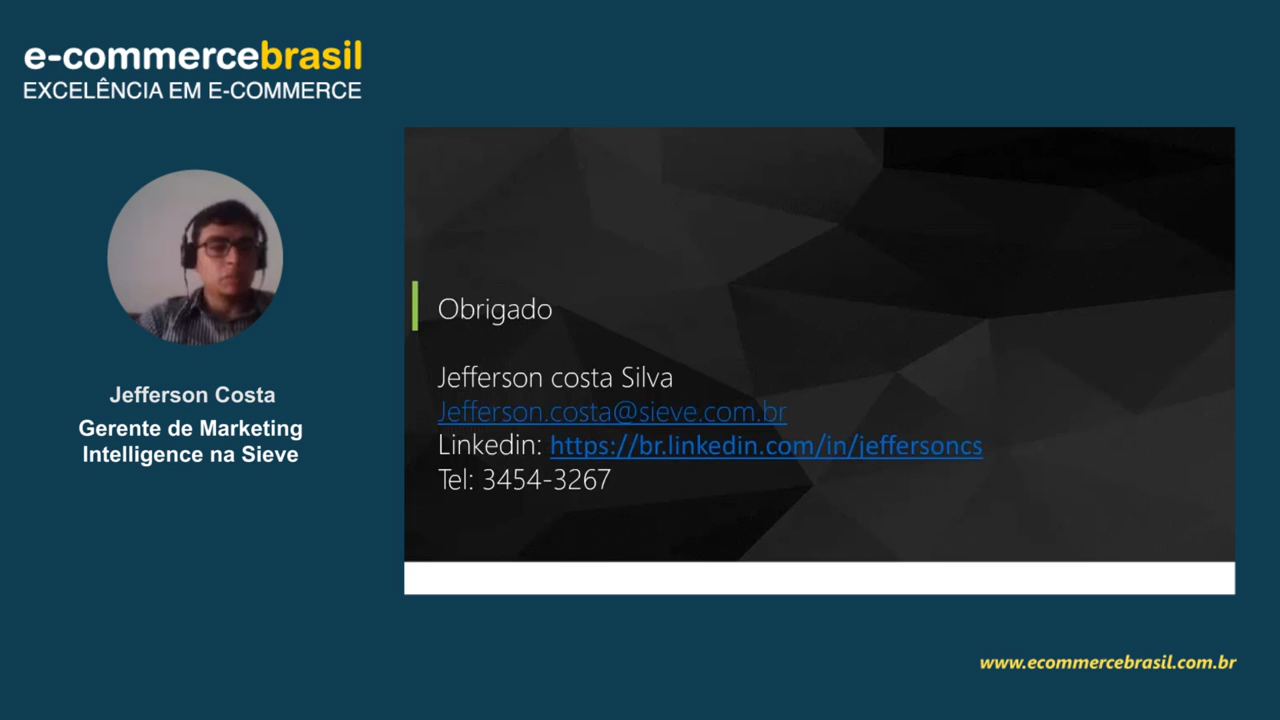 e-commercebrasil
EXCELÊNCIA EM E-COMMERCE
Jefferson Costa
Gerente de Marketing
Intelligence na Sieve
Obrigado
Jefferson costa Silva
Jefferson.costa@sieve.com.br
Linkedin: https://br.linkedin.com/in/jeffersoncs
Tel: 3454-3267
www.ecommercebrasil.com.br